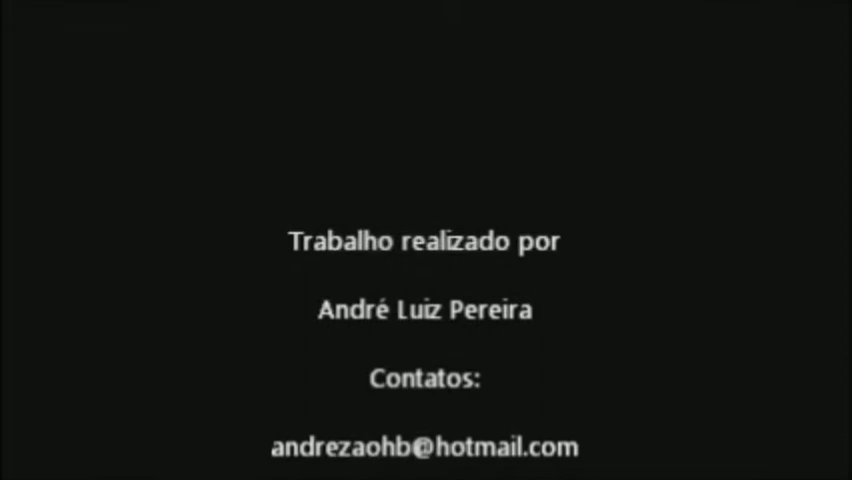 Trabalho realizado por
André Luiz Pereira
Contatos:
andrezaohb@hotmail.com